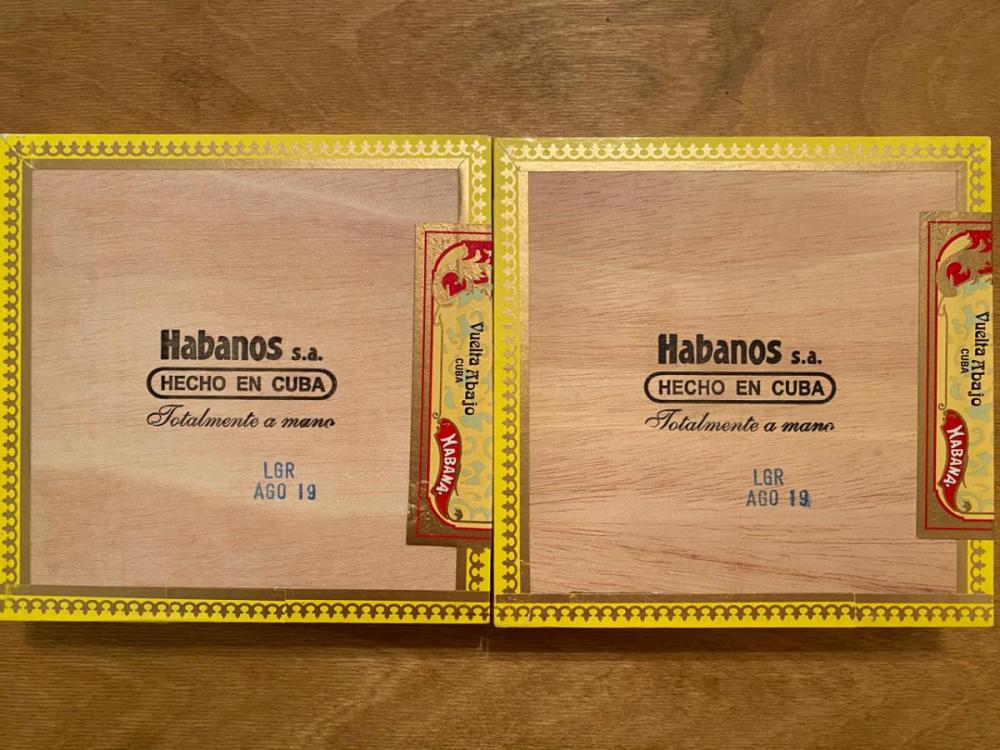 Habanos s.a.
HECHO EN CUBA
Totalmente a mano
LGR
AGO 19
Vuelta Abajo
CUBA
HABANA.
Habanos s.a.
HECHO EN CUBA
Totalmente a mano
LGR
AGO 19
Vuelta Abajo
CUBA
HABANA.